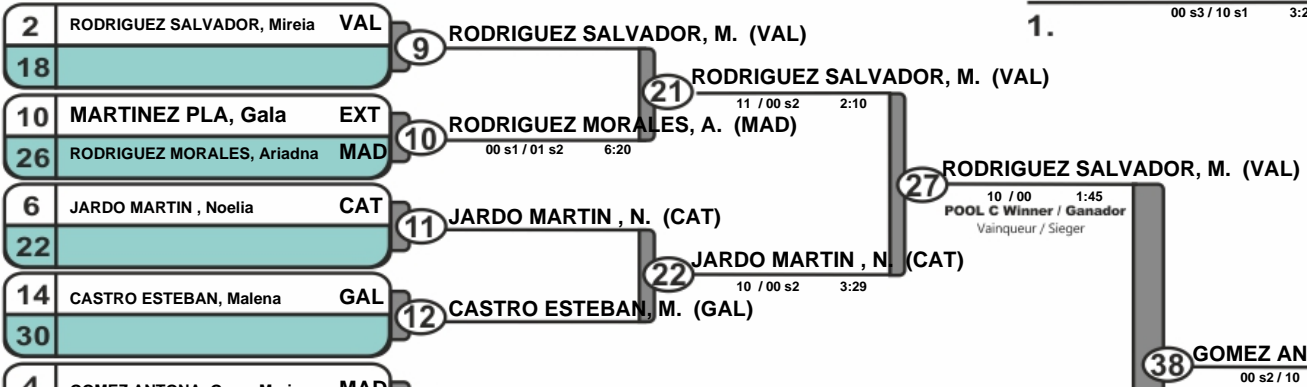 00 s3 / 10 s1
1.
2 RODRIGUEZ SALVADOR, Mireia VAL
18
9 RODRIGUEZ SALVADOR, M. (VAL)
21 RODRIGUEZ SALVADOR, M. (VAL)
11 / 00 s2 2:10
10 MARTINEZ PLA, Gala EXT
26 RODRIGUEZ MORALES, Ariadna MAD
10 RODRIGUEZ MORALES, A. (MAD)
00 s1 / 01 s2 6:20
27 RODRIGUEZ SALVADOR, M. (VAL)
10 / 00 1:45
POOL C Winner / Ganador
Vainqueur / Sieger
6 JARDO MARTIN , Noelia CAT
22
11 JARDO MARTIN , N. (CAT)
22 JARDO MARTIN , N. (CAT)
10 / 00 s2 3:29
14 CASTRO ESTEBAN, Malena GAL
30
12 CASTRO ESTEBAN, M. (GAL)
38 GOMEZ AN
00 s2 / 10
4 MAD